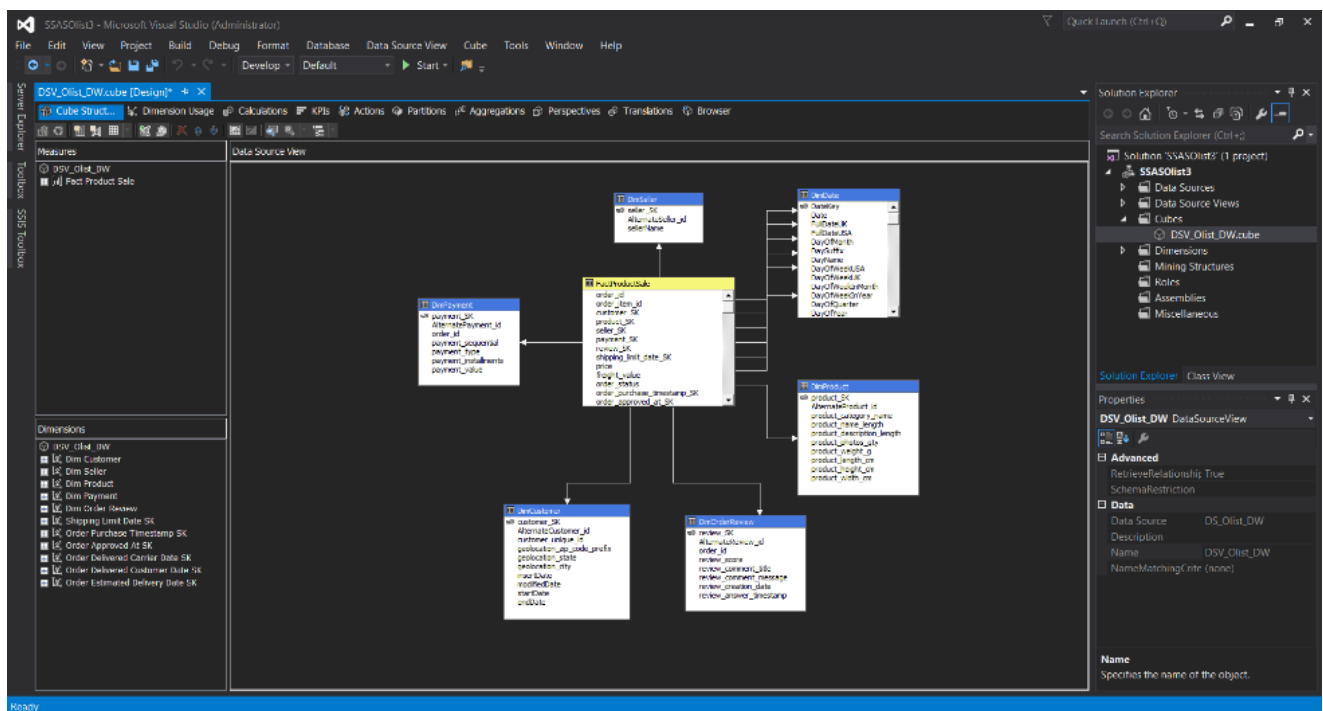 SSASOlist3 - Microsoft Visual Studio (Administrator)
Quick Launch (Ctrl+Q)
File Edit View Project Build Debug Format Database Data Source View Cube Tools Window Help
Develop Default Start
Server Explorer
Toolbox
SSIS Toolbox
DSV_Olist_DW.cube [Design]*
Cube Struct... Dimension Usage Calculations KPIs Actions Partitions Aggregations Perspectives Translations Browser
Measures
DSV_Olist_DW
Fact Product Sale
Dimensions
DSV_Olist_DW
Dim Customer
Dim Seller
Dim Product
Dim Payment
Dim Order Review
Shipping Limit Date SK
Order Purchase Timestamp SK
Order Approved At SK
Order Delivered Carrier Date SK
Order Delivered Customer Date SK
Order Estimated Delivery Date SK
Data Source View
DimSeller
seller_SK
AlternateSeller_id
sellerName
DimDate
DateKey
Date
FullDateUK
FullDateUSA
DayOfMonth
DaySuffix
DayName
DayOfWeekUSA
DayOfWeekUK
DayOfWeekInMonth
DayOfWeekInYear
DayOfQuarter
DayOfYear
FactProductSale
order_id
order_item_id
customer_SK
product_SK
seller_SK
payment_SK
review_SK
shipping_limit_date_SK
price
freight_value
order_status
order_purchase_timestamp_SK
order_approved_at_SK
DimPayment
payment_SK
AlternatePayment_id
order_id
payment_sequential
payment_type
payment_installments
payment_value
DimProduct
product_SK
AlternateProduct_id
product_category_name
product_name_length
product_description_length
product_photos_qty
product_weight_g
product_length_cm
product_height_cm
product_width_cm
DimCustomer
customer_SK
AlternateCustomer_id
customer_unique_id
geolocation_zip_code_prefix
geolocation_state
geolocation_city
insertDate
modifiedDate
startDate
endDate
DimOrderReview
review_SK
AlternateReview_id
order_id
review_score
review_comment_title
review_comment_message
review_creation_date
review_answer_timestamp
Solution Explorer
Search Solution Explorer (Ctrl+;)
Solution 'SSASOlist3' (1 project)
SSASOlist3
Data Sources
Data Source Views
Cubes
DSV_Olist_DW.cube
Dimensions
Mining Structures
Roles
Assemblies
Miscellaneous
Solution Explorer Class View
Properties
DSV_Olist_DW DataSourceView
Advanced
RetrieveRelationship True
SchemaRestriction
Data
Data Source DS_Olist_DW
Description
Name DSV_Olist_DW
NameMatchingCrite (none)
Name
Specifies the name of the object.
Ready